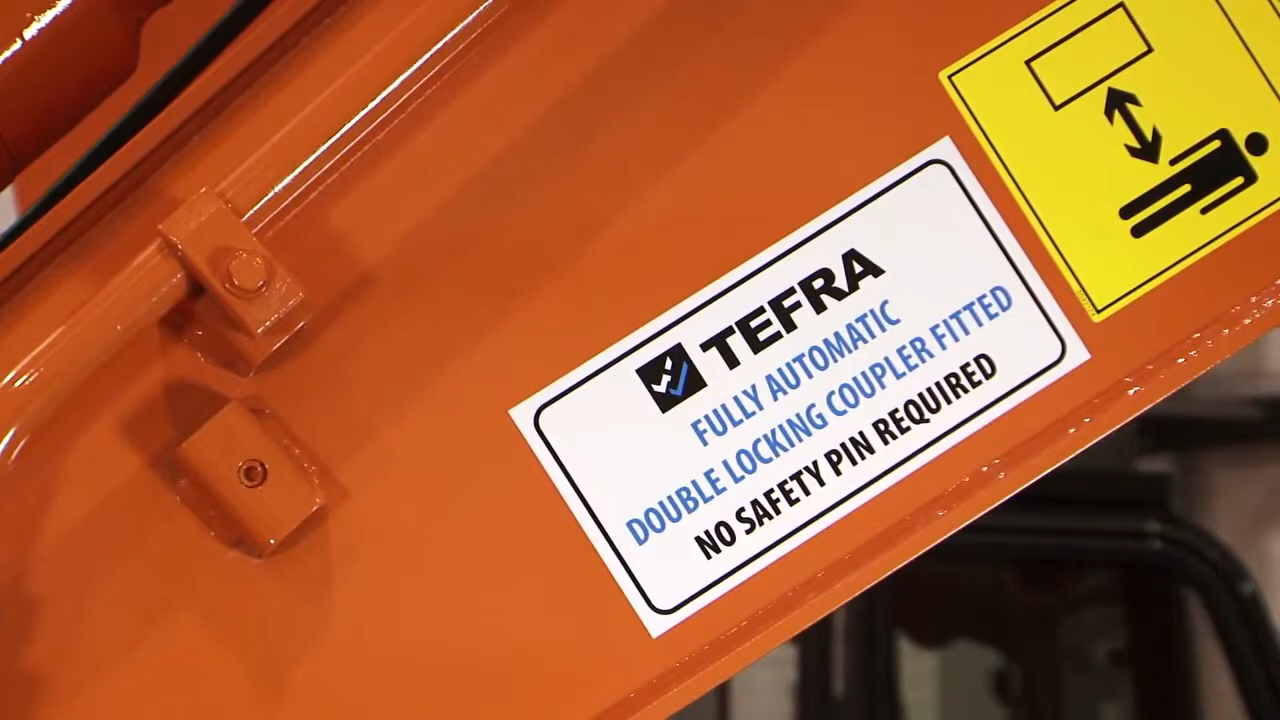 TEFRA
FULLY AUTOMATIC
DOUBLE LOCKING COUPLER FITTED
NO SAFETY PIN REQUIRED